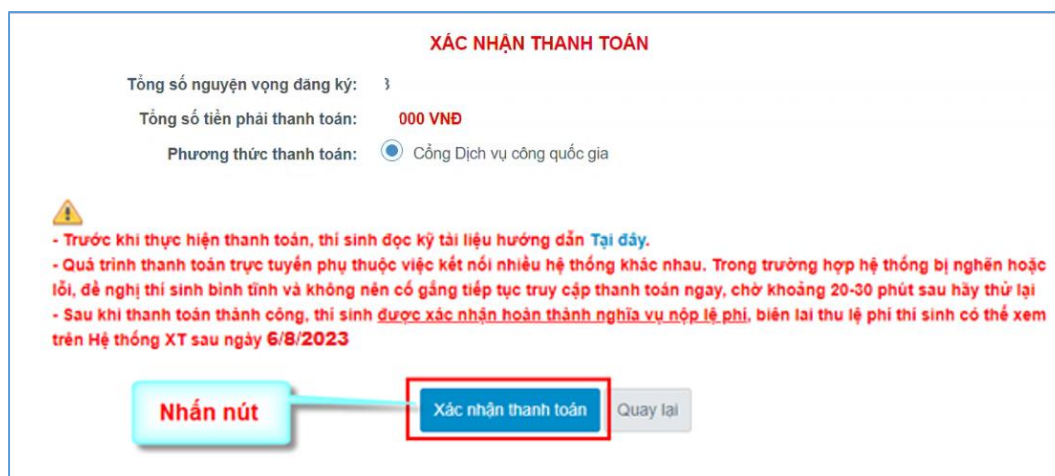 XÁC NHẬN THANH TOÁN
Tổng số nguyện vọng đăng ký:
Tổng số tiền phải thanh toán: 000 VNĐ
Phương thức thanh toán: Cổng Dịch vụ công quốc gia
- Trước khi thực hiện thanh toán, thí sinh đọc kỹ tài liệu hướng dẫn Tại đây.
- Quá trình thanh toán trực tuyến phụ thuộc việc kết nối nhiều hệ thống khác nhau. Trong trường hợp hệ thống bị nghẽn hoặc
lỗi, đề nghị thí sinh bình tĩnh và không nên cố gắng tiếp tục truy cập thanh toán ngay, chờ khoảng 20-30 phút sau hãy thử lại
- Sau khi thanh toán thành công, thí sinh được xác nhận hoàn thành nghĩa vụ nộp lệ phí, biên lai thu lệ phí thí sinh có thể xem
trên Hệ thống XT sau ngày 6/8/2023
Nhấn nút Xác nhận thanh toán Quay lại